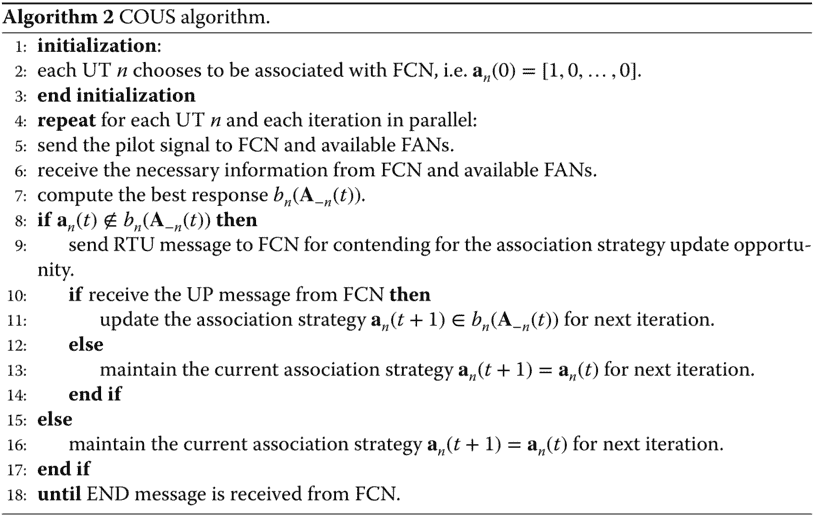 Algorithm 2 COUS algorithm.
1: initialization:
2: each UT n chooses to be associated with FCN, i.e. a_n(0) = [1, 0, … , 0].
3: end initialization
4: repeat for each UT n and each iteration in parallel:
5: send the pilot signal to FCN and available FANs.
6: receive the necessary information from FCN and available FANs.
7: compute the best response b_n(A_{−n}(t)).
8: if a_n(t) ∉ b_n(A_{−n}(t)) then
9: send RTU message to FCN for contending for the association strategy update opportu-
nity.
10: if receive the UP message from FCN then
11: update the association strategy a_n(t + 1) ∈ b_n(A_{−n}(t)) for next iteration.
12: else
13: maintain the current association strategy a_n(t + 1) = a_n(t) for next iteration.
14: end if
15: else
16: maintain the current association strategy a_n(t + 1) = a_n(t) for next iteration.
17: end if
18: until END message is received from FCN.